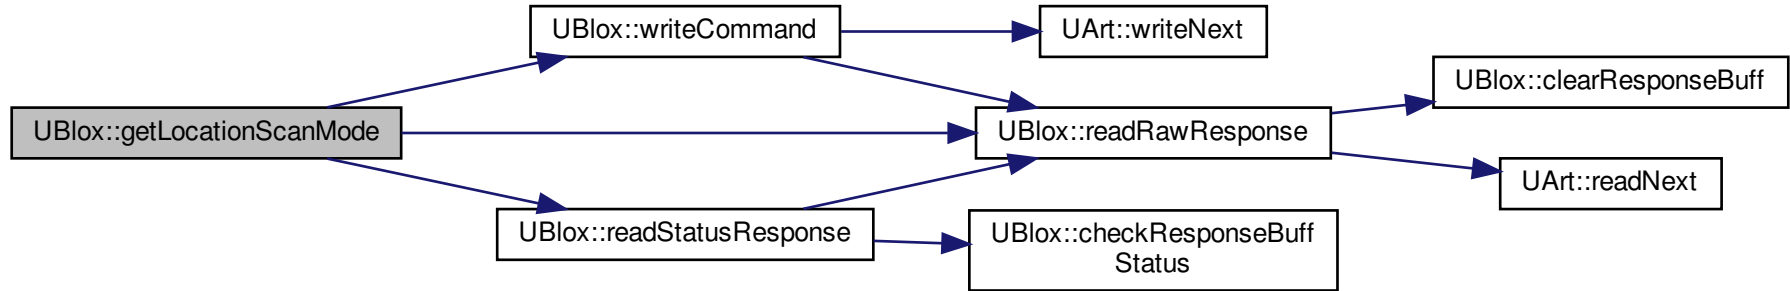 UBlox::getLocationScanMode
UBlox::writeCommand
UBlox::readStatusResponse
UArt::writeNext
UBlox::readRawResponse
UBlox::checkResponseBuff
Status
UBlox::clearResponseBuff
UArt::readNext